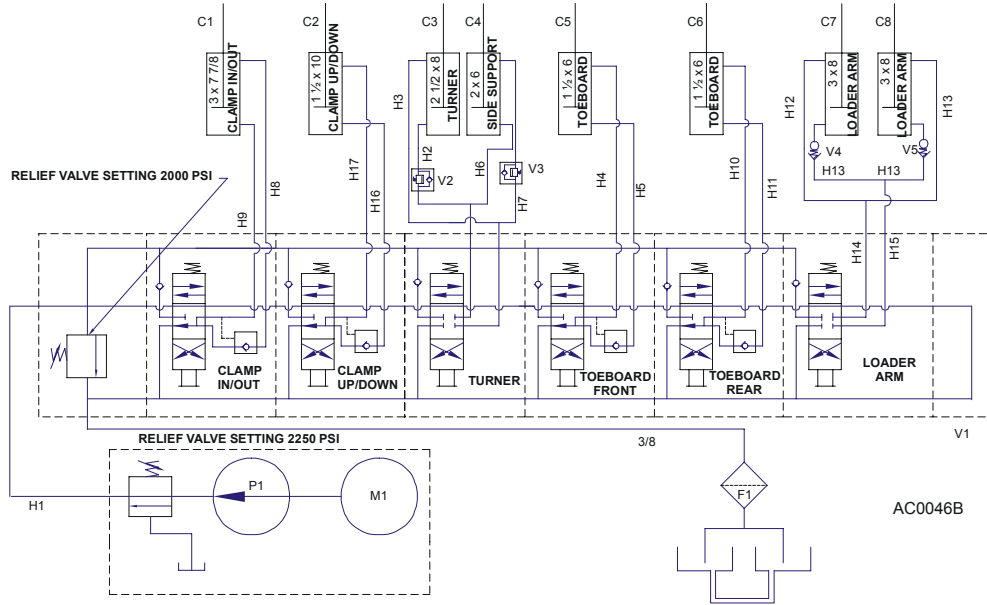 C1
C2
C3
C4
C5
C6
C7
C8
3 x 7 7/8
CLAMP IN/OUT
1 ½ x 10
CLAMP UP/DOWN
2 1/2 x 8
TURNER
2 x 6
SIDE SUPPORT
1 ½ x 6
TOEBOARD
1 ½ x 6
TOEBOARD
3 x 8
LOADER ARM
3 x 8
LOADER ARM
H3
H12
H13
H2
H6
V2
V3
V4
V5
H13
H13
RELIEF VALVE SETTING 2000 PSI
H9
H8
H17
H16
H7
H4
H5
H10
H11
H14
H15
CLAMP
IN/OUT
CLAMP
UP/DOWN
TURNER
TOEBOARD
FRONT
TOEBOARD
REAR
LOADER
ARM
RELIEF VALVE SETTING 2250 PSI
3/8
V1
H1
P1
M1
F1
AC0046B